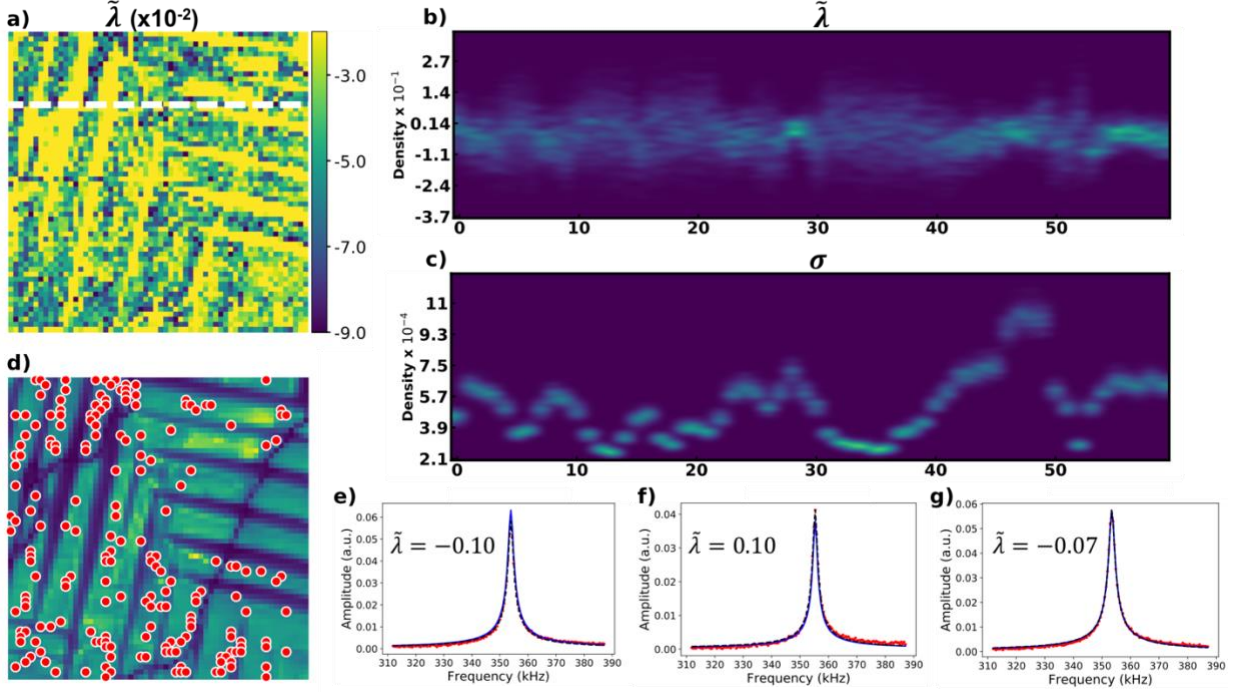 a) λ̃ (x10⁻²)
-3.0
-5.0
-7.0
-9.0
b) λ̃
Density x 10⁻¹
2.7
1.4
0.14
-1.1
-2.4
-3.7
0 10 20 30 40 50
c) σ
Density x 10⁻⁴
11
9.3
7.5
5.7
3.9
2.1
0 10 20 30 40 50
d)
e)
λ̃ = −0.10
Amplitude (a.u.)
0.06
0.05
0.04
0.03
0.02
0.01
0.00
310 320 330 340 350 360 370 380 390
Frequency (kHz)
f)
λ̃ = 0.10
Amplitude (a.u.)
0.04
0.03
0.02
0.01
0.00
310 320 330 340 350 360 370 380 390
Frequency (kHz)
g)
λ̃ = −0.07
Amplitude (a.u.)
0.06
0.05
0.04
0.03
0.02
0.01
0.00
310 320 330 340 350 360 370 380 390
Frequency (kHz)